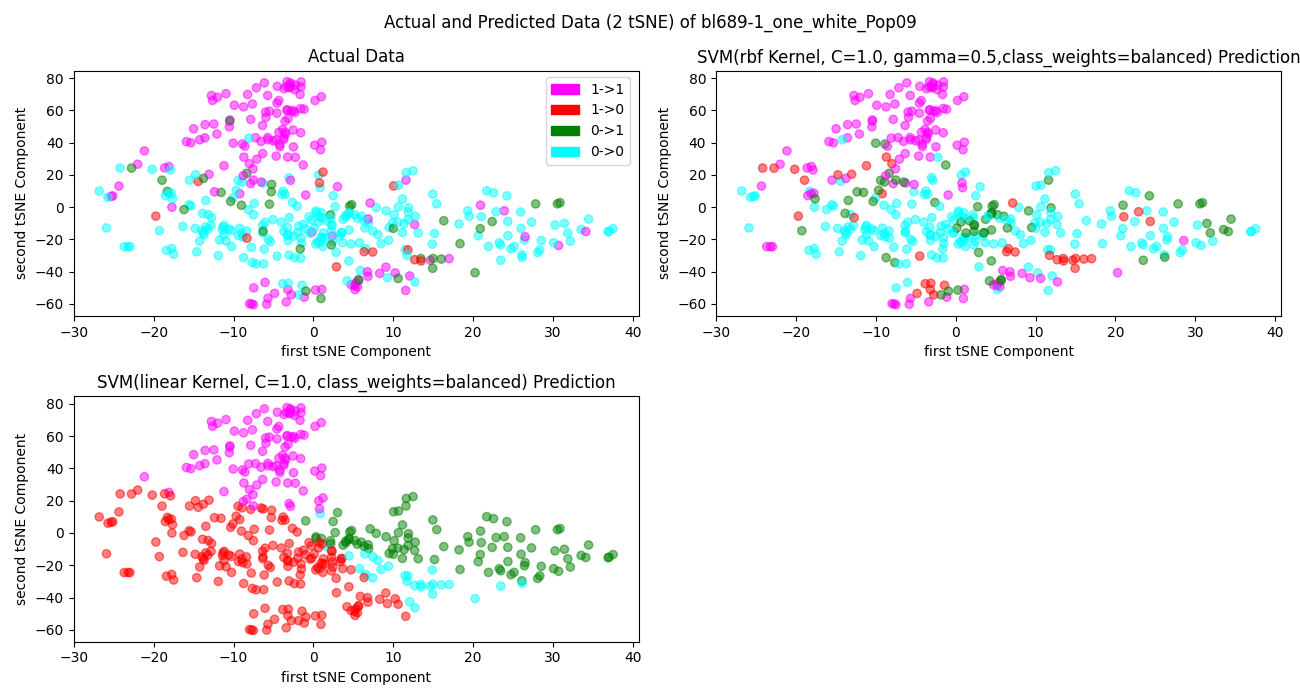 Actual and Predicted Data (2 tSNE) of bl689-1_one_white_Pop09
Actual Data
80
60
40
20
0
−20
−40
−60
second tSNE Component
−30 −20 −10 0 10 20 30 40
first tSNE Component
1->1
1->0
0->1
0->0
SVM(rbf Kernel, C=1.0, gamma=0.5,class_weights=balanced) Prediction
80
60
40
20
0
−20
−40
−60
second tSNE Component
−30 −20 −10 0 10 20 30 40
first tSNE Component
SVM(linear Kernel, C=1.0, class_weights=balanced) Prediction
80
60
40
20
0
−20
−40
−60
second tSNE Component
−30 −20 −10 0 10 20 30 40
first tSNE Component